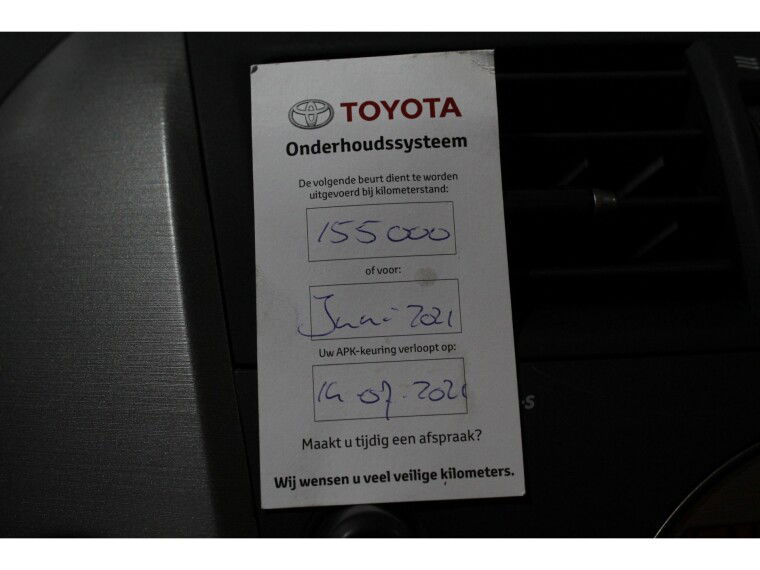 TOYOTA
Onderhoudssysteem
De volgende beurt dient te worden
uitgevoerd bij kilometerstand:
155000
of voor:
Juni 2021
Uw APK-keuring verloopt op:
14.07.2021
Maakt u tijdig een afspraak?
Wij wensen u veel veilige kilometers.